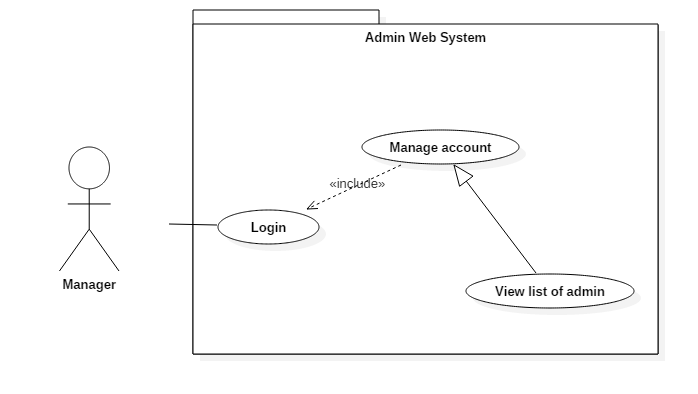 Admin Web System
Manage account
«include»
Login
Manager
View list of admin